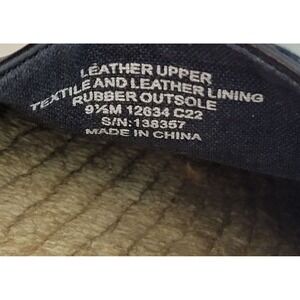 LEATHER UPPER
TEXTILE AND LEATHER LINING
RUBBER OUTSOLE
9½M 12634 C22
S/N: 138357
MADE IN CHINA